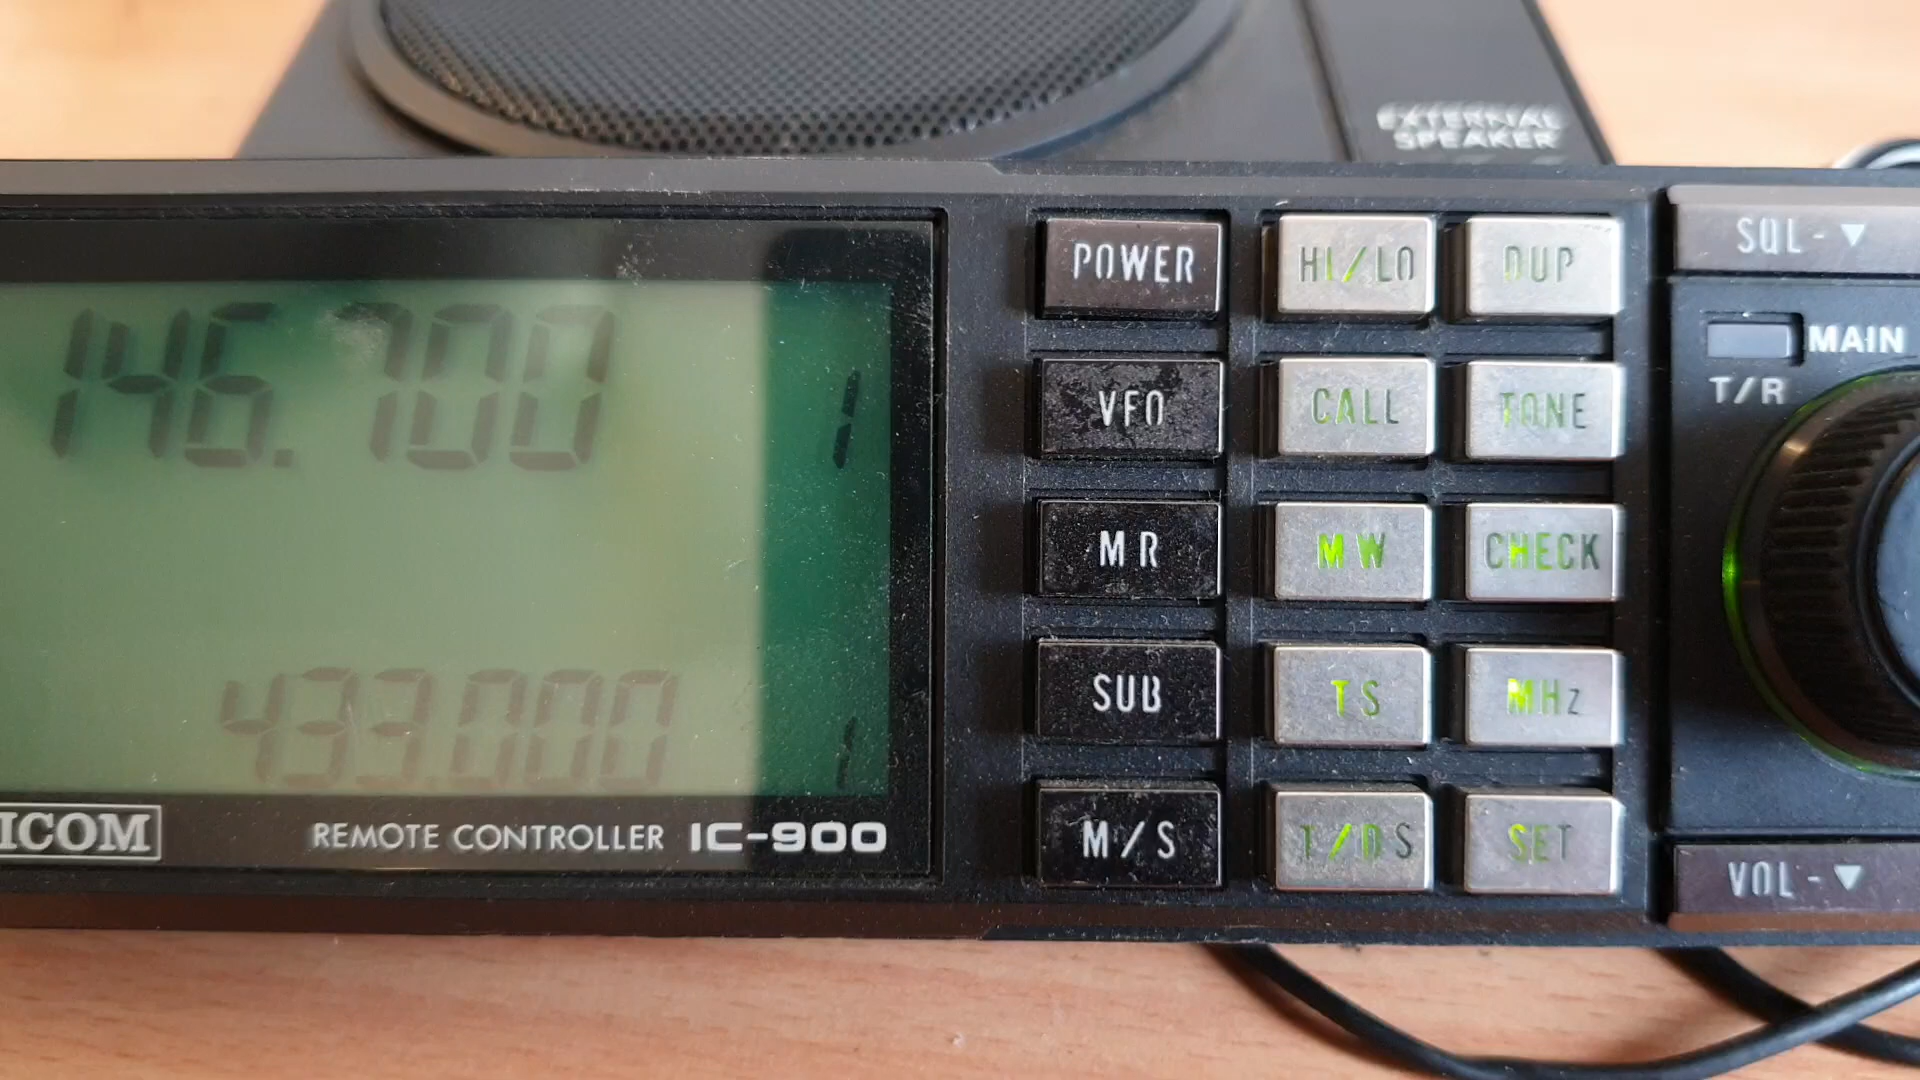 EXTERNAL
SPEAKER
146.700 1
433.000 1
ICOM REMOTE CONTROLLER IC-900
POWER HI/LO DUP
VFO CALL TONE
MR MW CHECK
SUB TS MHz
M/S T/DS SET
SQL-▼
MAIN
T/R
VOL-▼